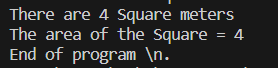 There are 4 Square meters
The area of the Square = 4
End of program \n.